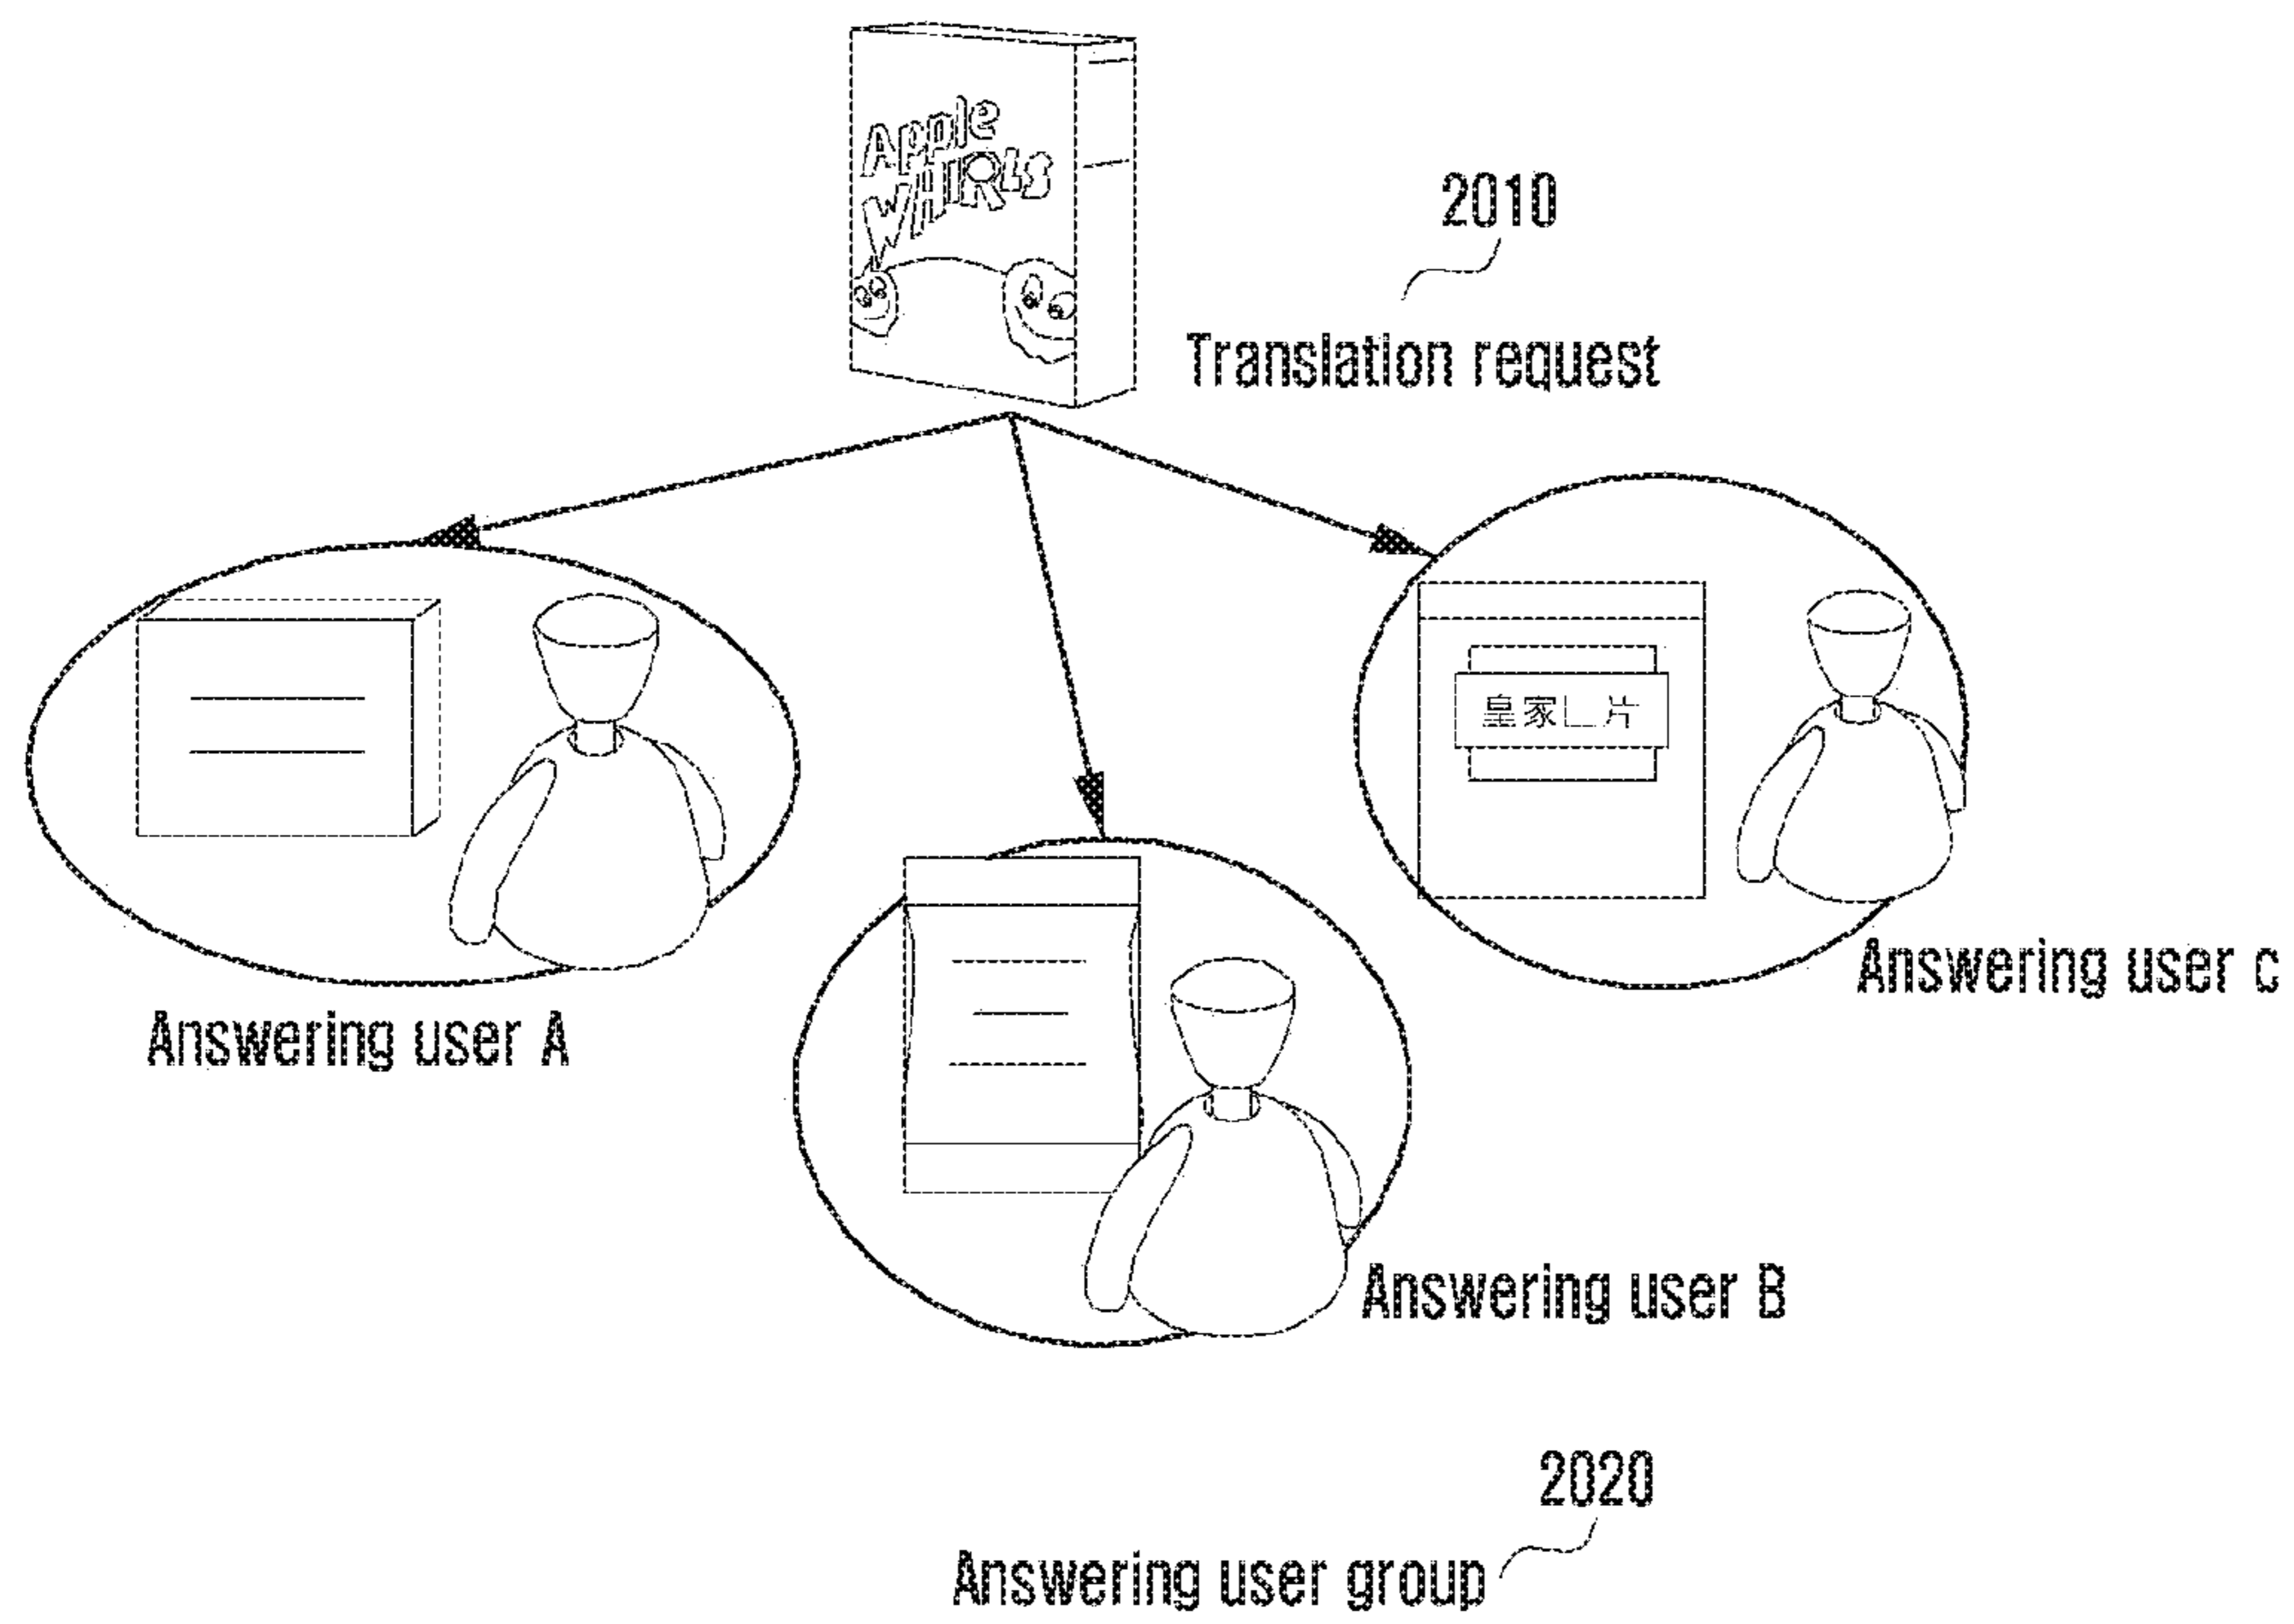 Apple
WHIRLS
2010
Translation request
皇家 片
Answering user c
Answering user A
Answering user B
2020
Answering user group